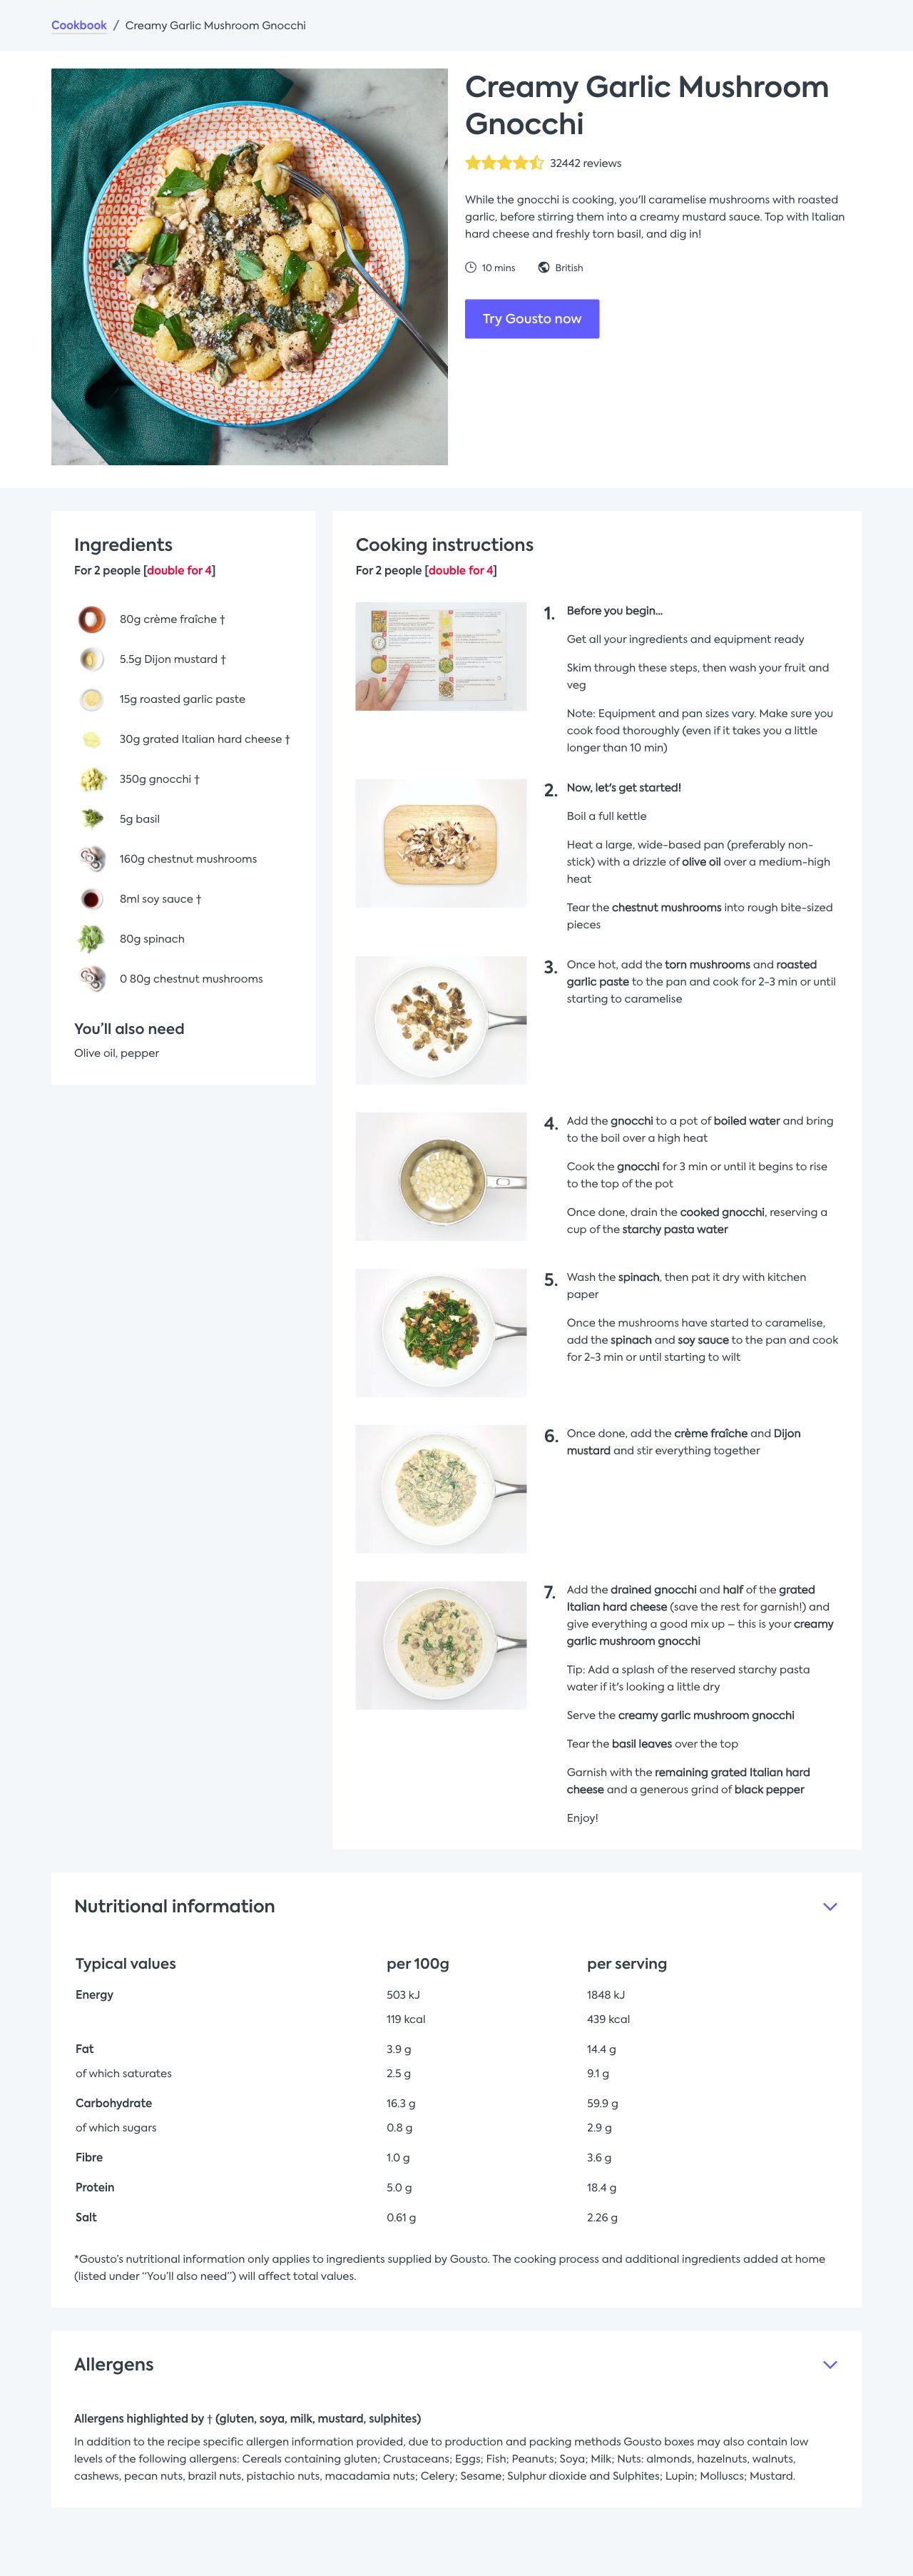 Cookbook / Creamy Garlic Mushroom Gnocchi
Creamy Garlic Mushroom
Gnocchi
32442 reviews
While the gnocchi is cooking, you'll caramelise mushrooms with roasted
garlic, before stirring them into a creamy mustard sauce. Top with Italian
hard cheese and freshly torn basil, and dig in!
10 mins British
Try Gousto now
Ingredients
For 2 people [double for 4]
80g crème fraîche †
5.5g Dijon mustard †
15g roasted garlic paste
30g grated Italian hard cheese †
350g gnocchi †
5g basil
160g chestnut mushrooms
8ml soy sauce †
80g spinach
0 80g chestnut mushrooms
You'll also need
Olive oil, pepper
Cooking instructions
For 2 people [double for 4]
1. Before you begin...
Get all your ingredients and equipment ready
Skim through these steps, then wash your fruit and
veg
Note: Equipment and pan sizes vary. Make sure you
cook food thoroughly (even if it takes you a little
longer than 10 min)
2. Now, let's get started!
Boil a full kettle
Heat a large, wide-based pan (preferably non-
stick) with a drizzle of olive oil over a medium-high
heat
Tear the chestnut mushrooms into rough bite-sized
pieces
3. Once hot, add the torn mushrooms and roasted
garlic paste to the pan and cook for 2-3 min or until
starting to caramelise
4. Add the gnocchi to a pot of boiled water and bring
to the boil over a high heat
Cook the gnocchi for 3 min or until it begins to rise
to the top of the pot
Once done, drain the cooked gnocchi, reserving a
cup of the starchy pasta water
5. Wash the spinach, then pat it dry with kitchen
paper
Once the mushrooms have started to caramelise,
add the spinach and soy sauce to the pan and cook
for 2-3 min or until starting to wilt
6. Once done, add the crème fraîche and Dijon
mustard and stir everything together
7. Add the drained gnocchi and half of the grated
Italian hard cheese (save the rest for garnish!) and
give everything a good mix up – this is your creamy
garlic mushroom gnocchi
Tip: Add a splash of the reserved starchy pasta
water if it's looking a little dry
Serve the creamy garlic mushroom gnocchi
Tear the basil leaves over the top
Garnish with the remaining grated Italian hard
cheese and a generous grind of black pepper
Enjoy!
Nutritional information
Typical values per 100g per serving
Energy 503 kJ 1848 kJ
119 kcal 439 kcal
Fat 3.9 g 14.4 g
of which saturates 2.5 g 9.1 g
Carbohydrate 16.3 g 59.9 g
of which sugars 0.8 g 2.9 g
Fibre 1.0 g 3.6 g
Protein 5.0 g 18.4 g
Salt 0.61 g 2.26 g
*Gousto's nutritional information only applies to ingredients supplied by Gousto. The cooking process and additional ingredients added at home
(listed under “You'll also need”) will affect total values.
Allergens
Allergens highlighted by † (gluten, soya, milk, mustard, sulphites)
In addition to the recipe specific allergen information provided, due to production and packing methods Gousto boxes may also contain low
levels of the following allergens: Cereals containing gluten; Crustaceans; Eggs; Fish; Peanuts; Soya; Milk; Nuts: almonds, hazelnuts, walnuts,
cashews, pecan nuts, brazil nuts, pistachio nuts, macadamia nuts; Celery; Sesame; Sulphur dioxide and Sulphites; Lupin; Molluscs; Mustard.